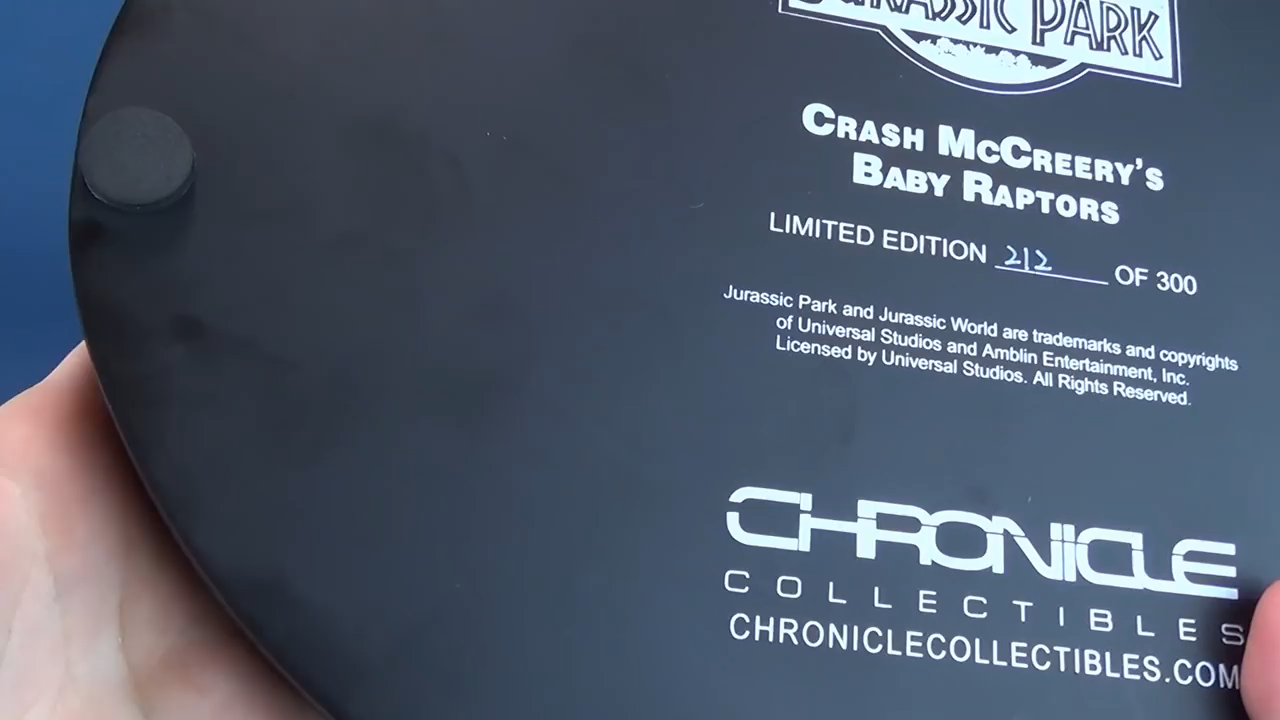 JURASSIC PARK
CRASH MCCREERY'S
BABY RAPTORS
LIMITED EDITION 212 OF 300
Jurassic Park and Jurassic World are trademarks and copyrights
of Universal Studios and Amblin Entertainment, Inc.
Licensed by Universal Studios. All Rights Reserved.
CHRONICLE
COLLECTIBLES
CHRONICLECOLLECTIBLES.COM